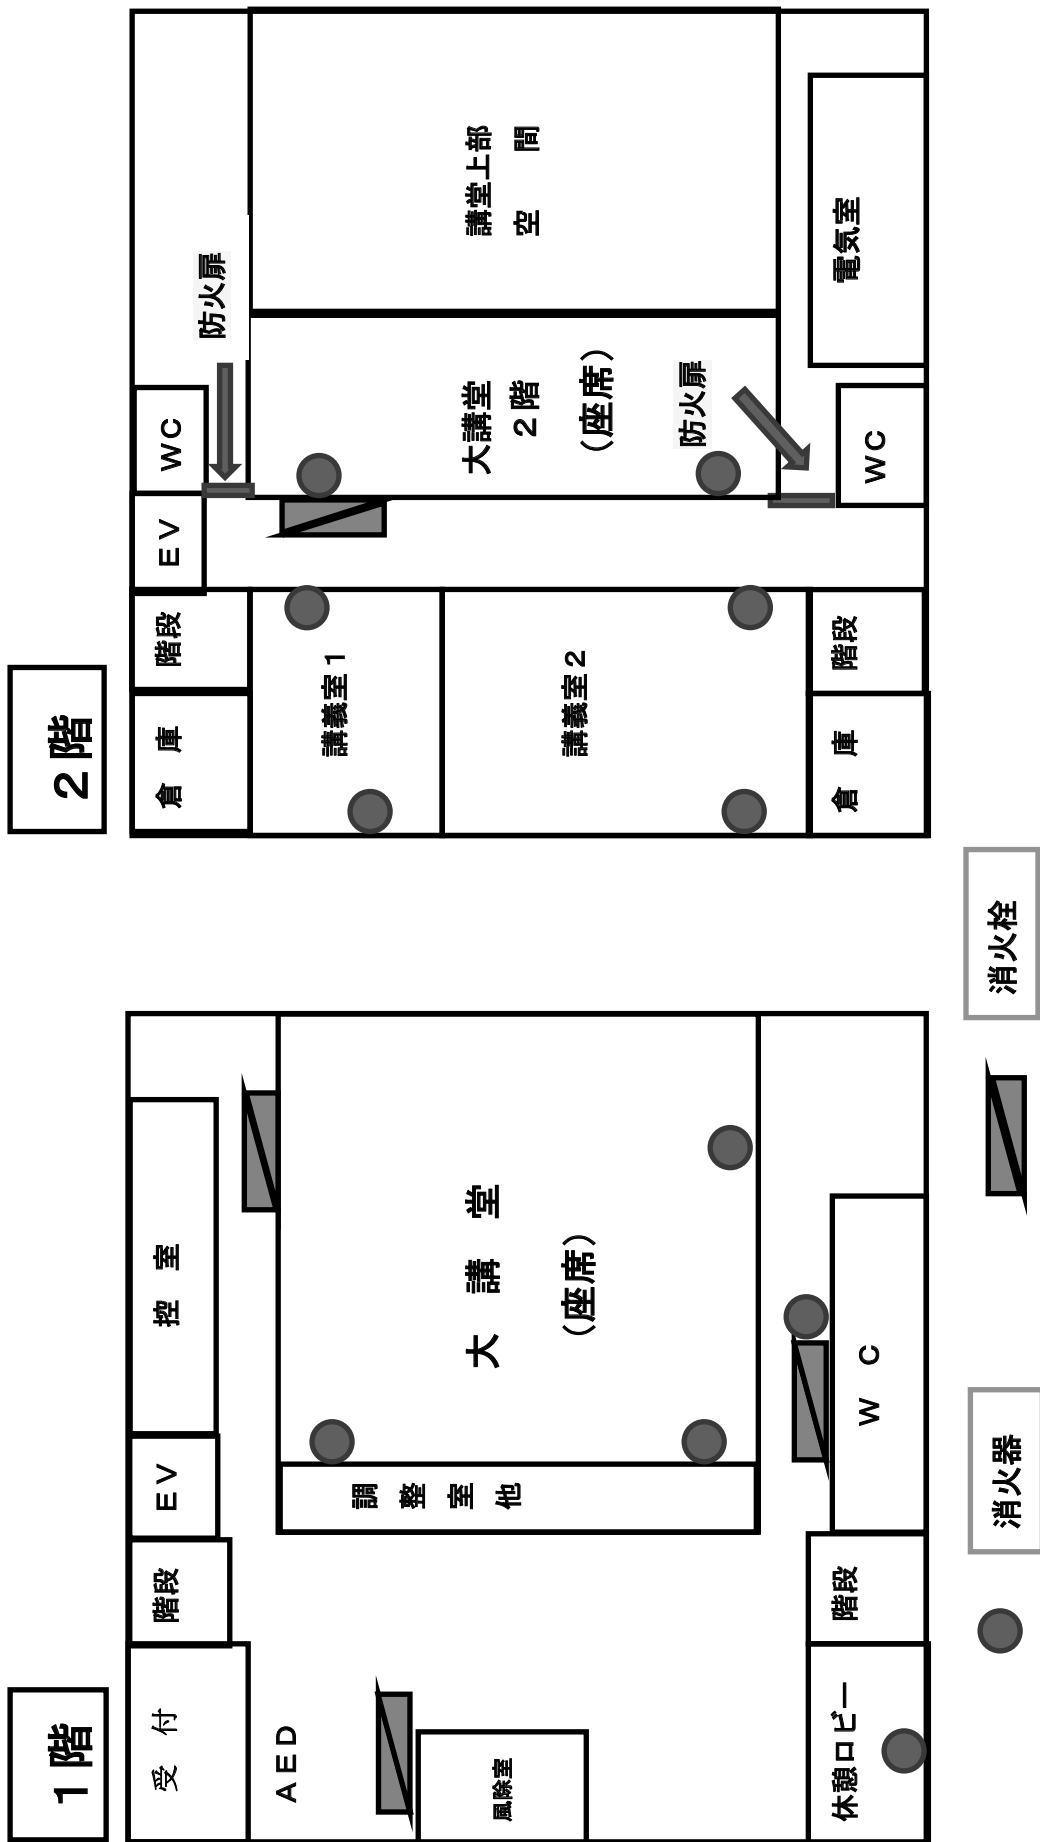 １階
受　付
階段
ＥＶ
控　室
ＡＥＤ
風除室
調　整　室　他
大　講　堂
（座席）
休憩ロビー
階段
Ｗ　Ｃ
２階
倉　庫
階段
ＥＶ
ＷＣ
防火扉
講義室１
講義室２
大講堂
２階
（座席）
講堂上部
空　間
防火扉
倉　庫
階段
ＷＣ
電気室
消火器
消火栓